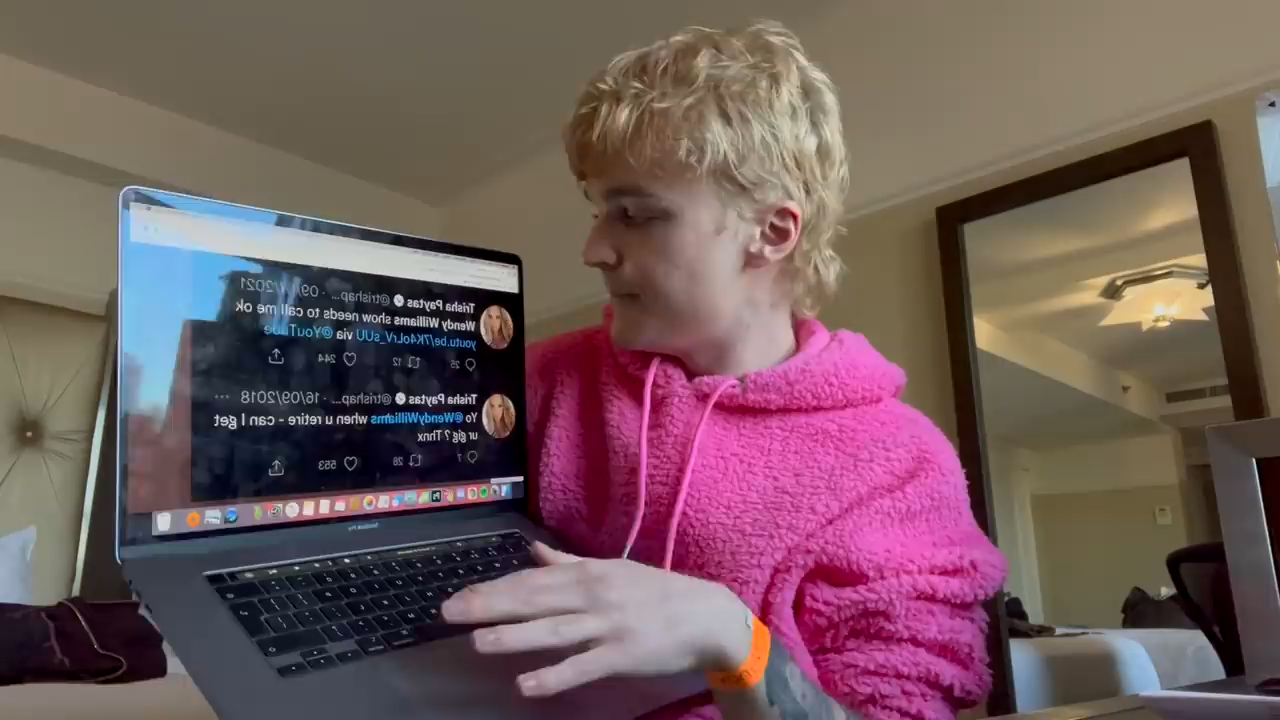 Trisha Paytas @trishap... · 09/ /2021
Wendy Williams show needs to call me ok
youtu.be/7K4oLrV_sUU via @YouTube
25 12 244
Trisha Paytas @trishap... · 16/09/2018 ...
Yo @WendyWilliams when u retire - can I get
ur gig ? Thnx
7 28 553
MacBook Pro